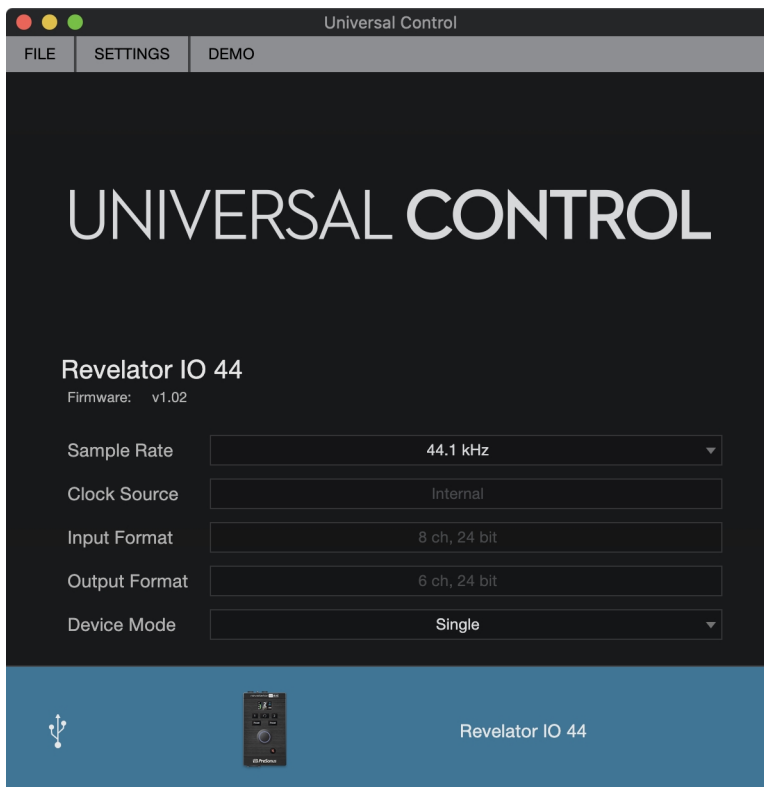 Universal Control
FILE SETTINGS DEMO
UNIVERSAL CONTROL
Revelator IO 44
Firmware: v1.02
Sample Rate 44.1 kHz
Clock Source Internal
Input Format 8 ch, 24 bit
Output Format 6 ch, 24 bit
Device Mode Single
PreSonus
Revelator IO 44